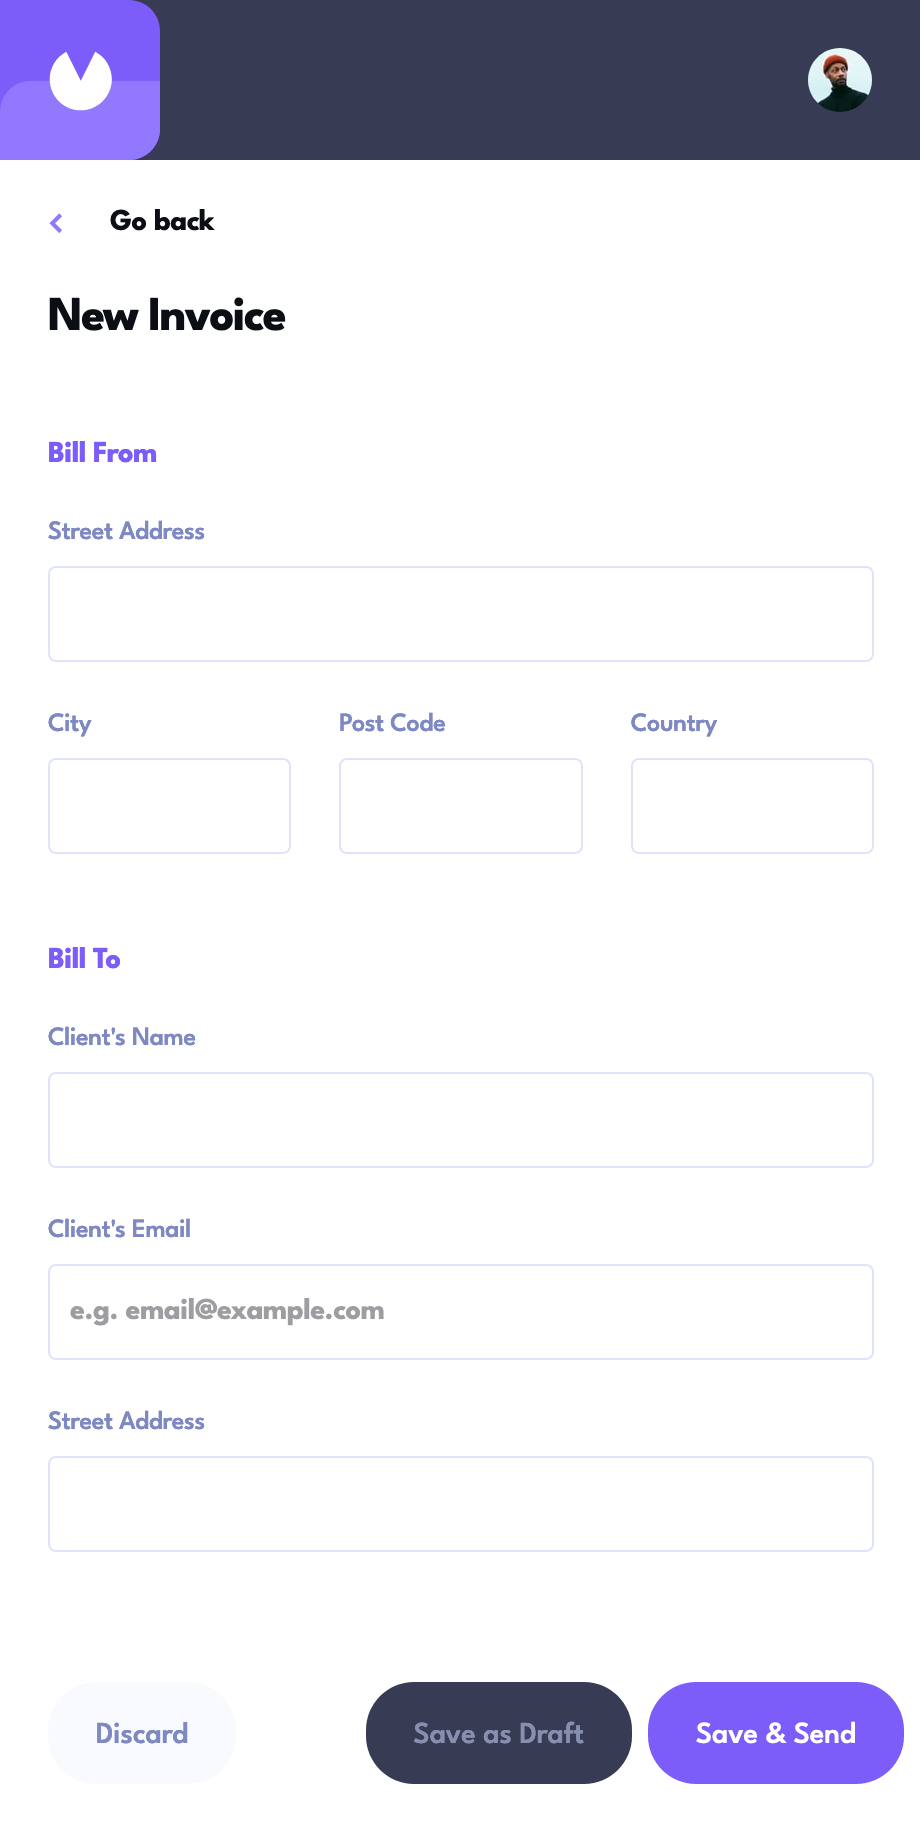 Go back
New Invoice
Bill From
Street Address
City Post Code Country
Bill To
Client's Name
Client's Email
e.g. email@example.com
Street Address
Discard Save as Draft Save & Send